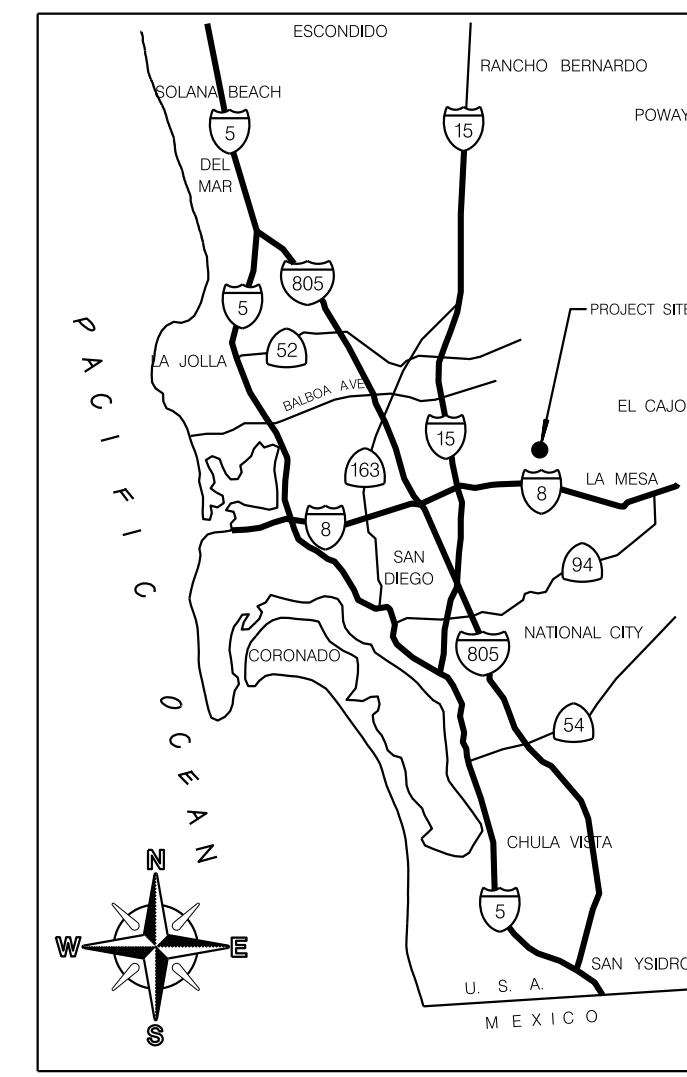 ESCONDIDO
RANCHO BERNARDO
SOLANA BEACH
POWAY
5
15
DEL
MAR
805
5
PROJECT SITE
52
LA JOLLA
BALBOA AVE
EL CAJO
15
163
LA MESA
8
8
SAN
DIEGO
94
NATIONAL CITY
CORONADO
805
54
PACIFIC
OCEAN
CHULA VISTA
5
SAN YSIDRO
U. S. A.
MEXICO
N
W
E
S